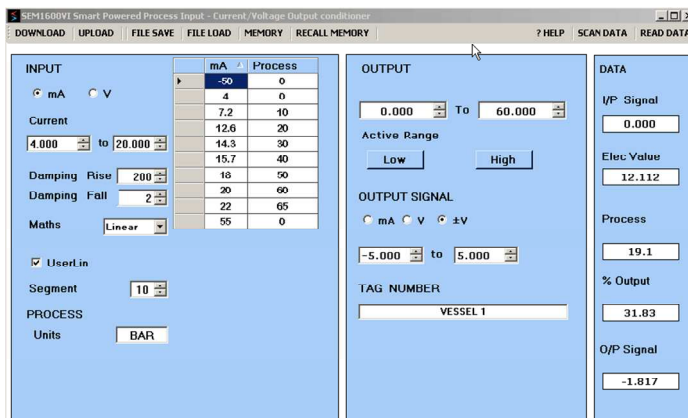 SEM1600VI Smart Powered Process Input - Current/Voltage Output conditioner
DOWNLOAD UPLOAD FILE SAVE FILE LOAD MEMORY RECALL MEMORY ? HELP SCAN DATA READ DATA
INPUT
mA V
Current
4.000 to 20.000
Damping Rise 200
Damping Fall 2
Maths Linear
UserLin
Segment 10
PROCESS
Units BAR
mA Process
-50 0
4 0
7.2 10
12.6 20
14.3 30
15.7 40
18 50
20 60
22 65
55 0
OUTPUT
0.000 To 60.000
Active Range
Low High
OUTPUT SIGNAL
mA V ±V
-5.000 to 5.000
TAG NUMBER
VESSEL 1
DATA
I/P Signal
0.000
Elec Value
12.112
Process
19.1
% Output
31.83
O/P Signal
-1.817